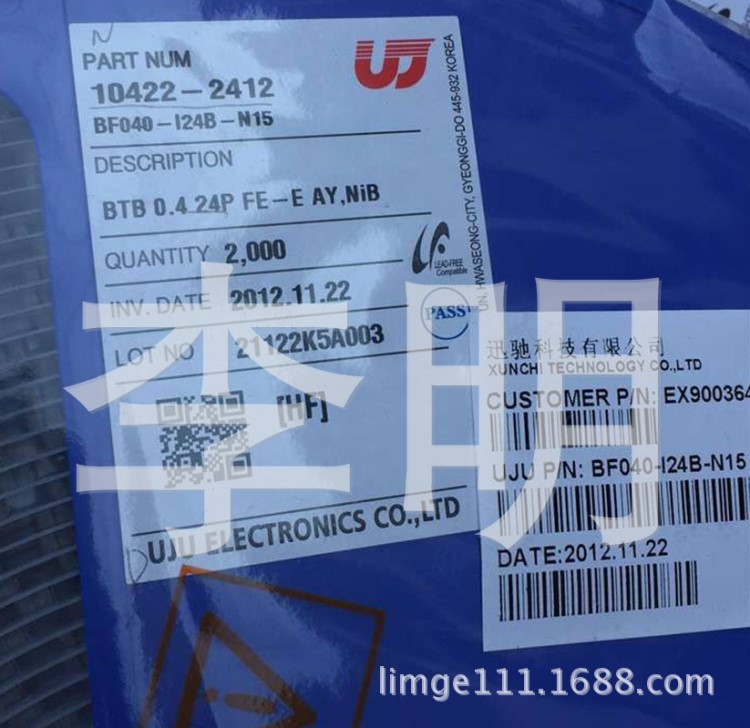 N
PART NUM
UJ
10422-2412
BF040-I24B-N15
DESCRIPTION
BTB 0.4 24P FE-E AY,NiB
QUANTITY 2,000
LEAD-FREE
Compatible
INV. DATE 2012.11.22
PASS
LOT NO 21122K5A003
[HF]
UJU ELECTRONICS CO.,LTD
UN, HWASEONG-CITY, GYEONGGI-DO 445-932 KOREA
迅驰科技有限公司
XUNCHI TECHNOLOGY CO.,LTD
CUSTOMER P/N: EX900364
UJU P/N: BF040-I24B-N15
DATE:2012.11.22
李明
limge111.1688.com